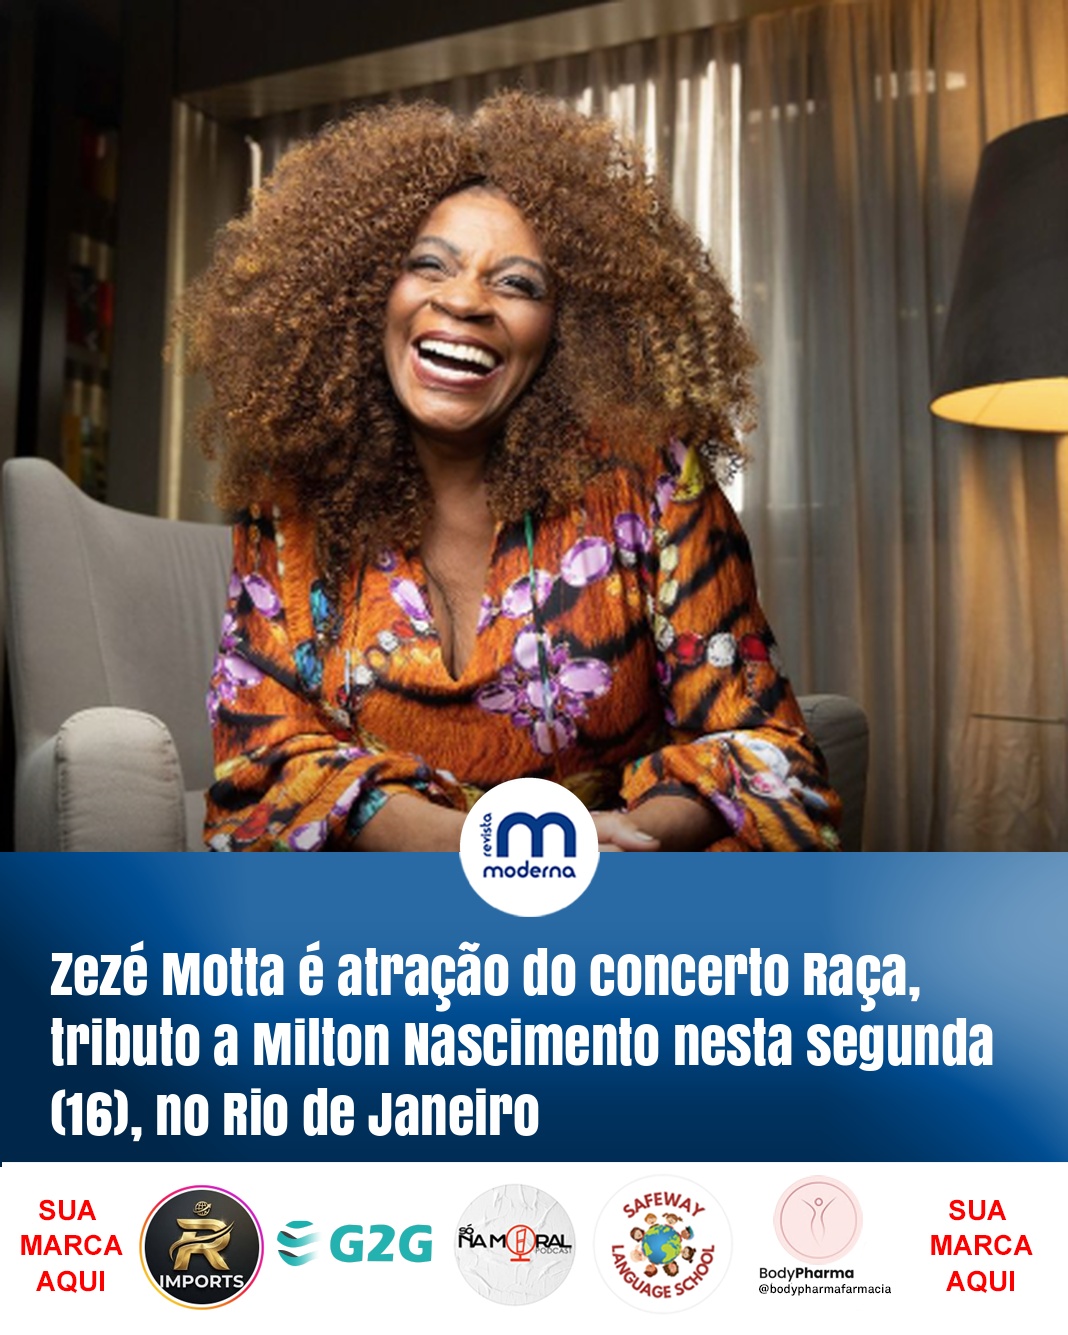 revista
m
moderna
Zezé Motta é atração do concerto Raça,
tributo a Milton Nascimento nesta segunda
(16), no Rio de Janeiro
SUA
MARCA
AQUI
R
IMPORTS
G2G
SÓ
NA MORAL
PODCAST
SAFEWAY
LANGUAGE SCHOOL
BodyPharma
@bodypharmafarmacia
SUA
MARCA
AQUI